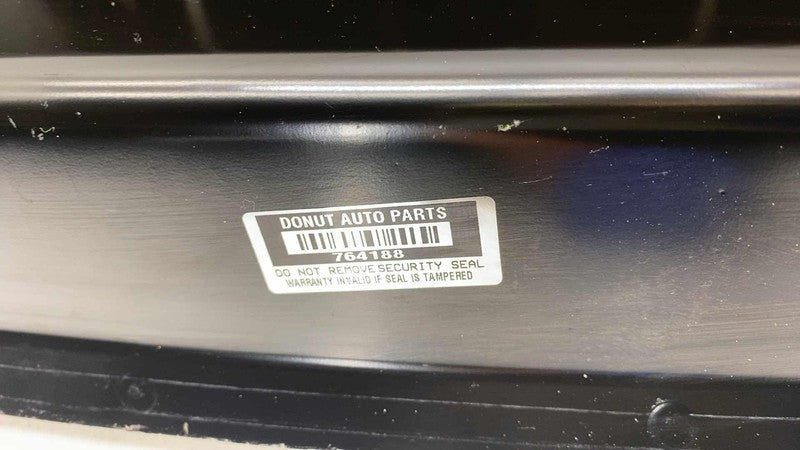 DONUT AUTO PARTS
764188
DO NOT REMOVE SECURITY SEAL
WARRANTY INVALID IF SEAL IS TAMPERED